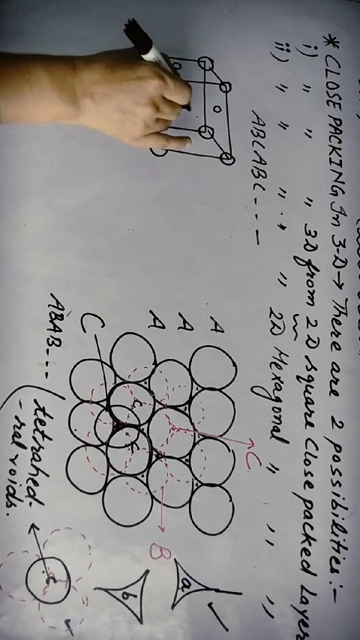 * CLOSE PACKING In 3-D → There are 2 possibilities:-
i) " " " 3D from 2D square close packed Layer
ii) " " " " 2D Hexagonal " " "
ABCABC ---
A
A
A
C
C
B
ABAB---
tetrahed-
-ral voids.
a
b
c